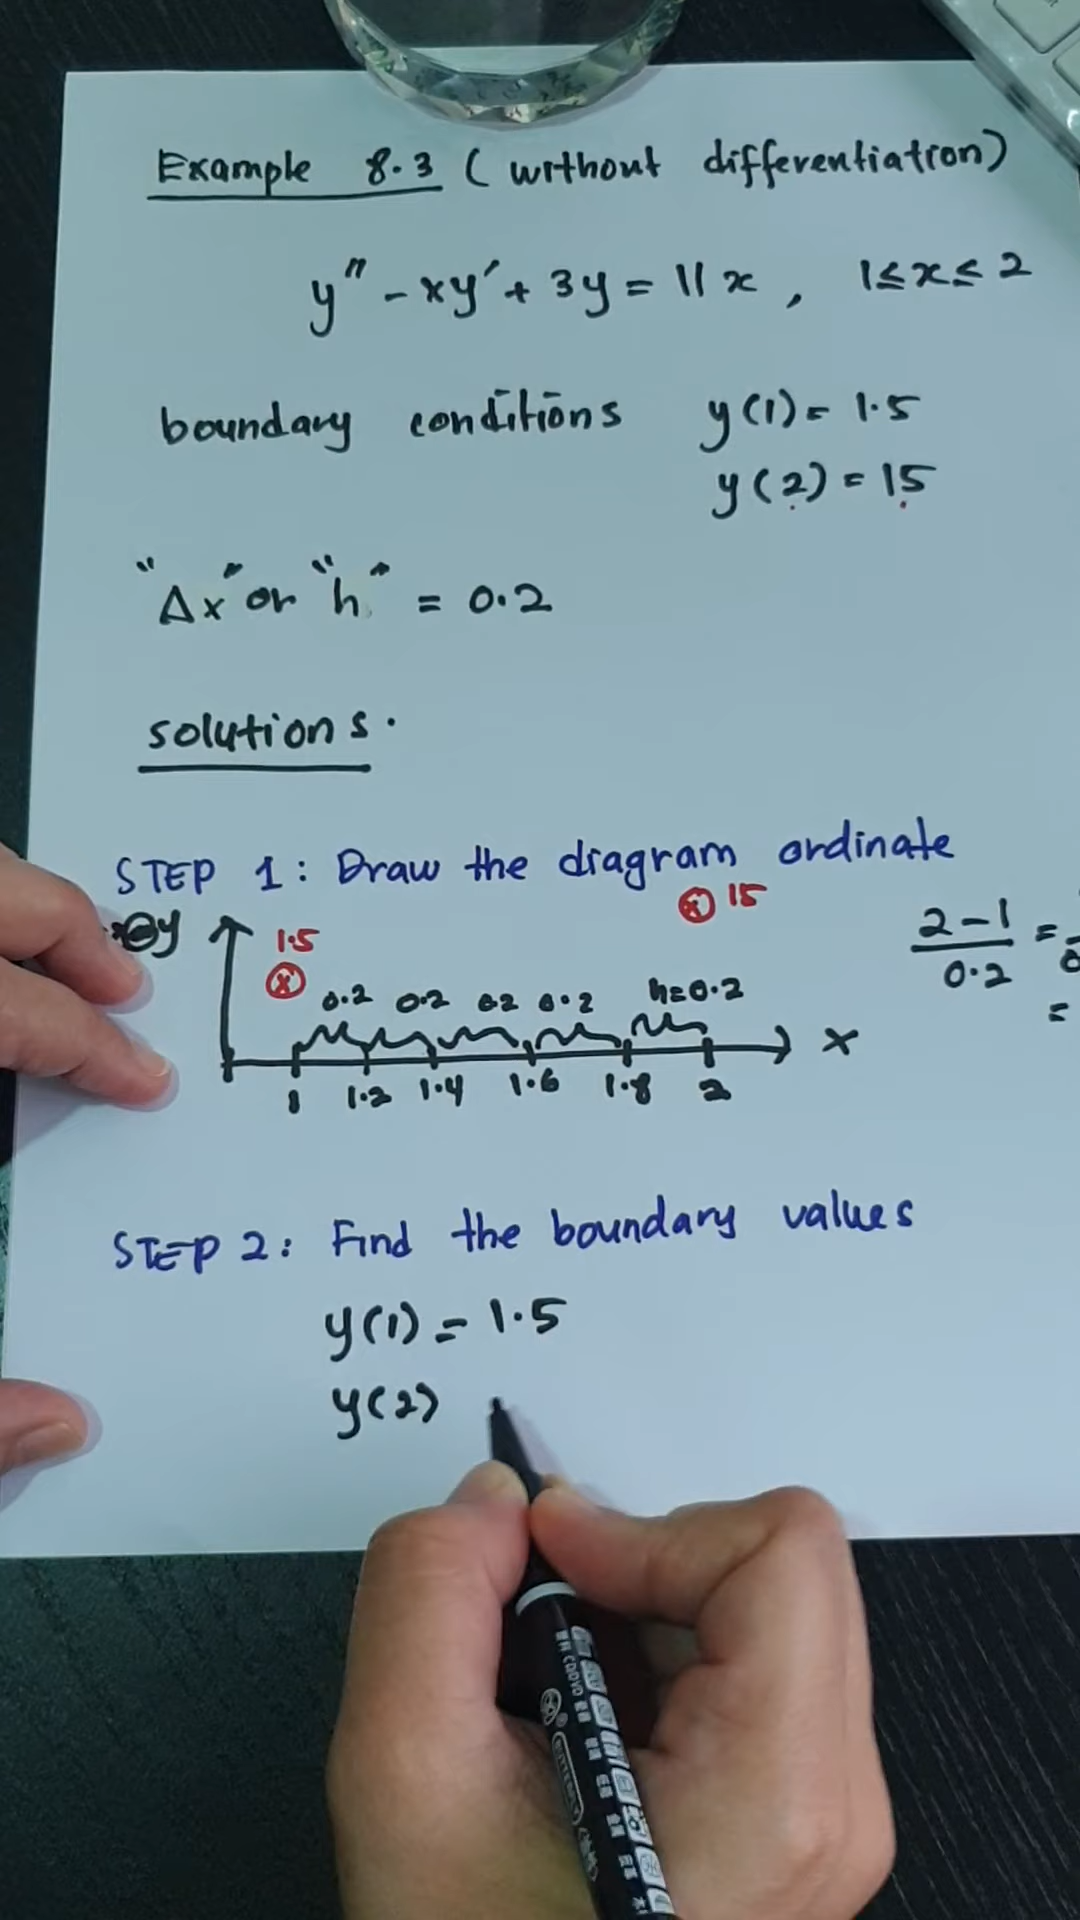 Example 8.3 (without differentiation)
y" - xy' + 3y = 11x , 1≤x≤2
boundary conditions y(1) = 1.5
y(2) = 15
"Δx" or "h" = 0.2
solutions.
STEP 1: Draw the diagram ordinate
y
1.5
15
0.2 0.2 0.2 0.2 h=0.2
1 1.2 1.4 1.6 1.8 2
x
2-1
0.2
=
=
STEP 2: Find the boundary values
y(1) = 1.5
y(2)